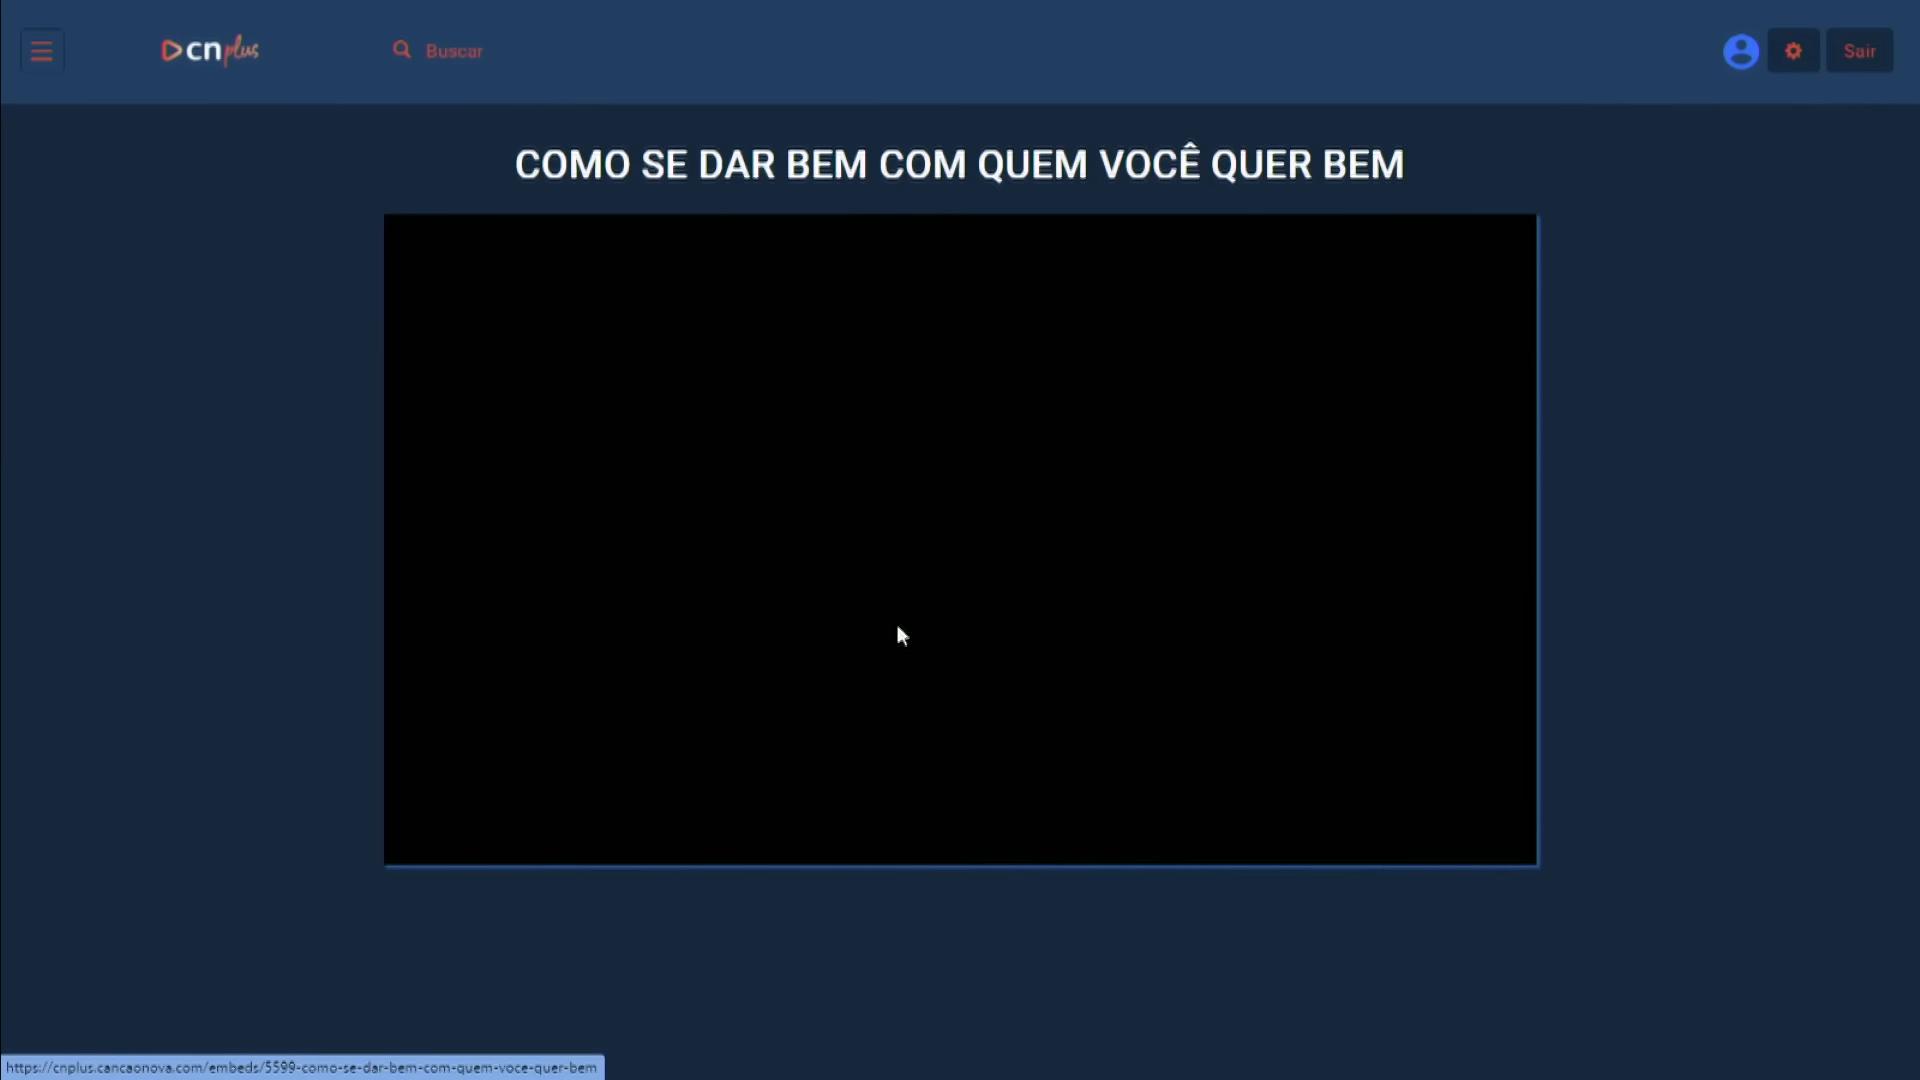 cnplus
Buscar
Sair
COMO SE DAR BEM COM QUEM VOCÊ QUER BEM
https://cnplus.cancaonova.com/embeds/5599-como-se-dar-bem-com-quem-voce-quer-bem